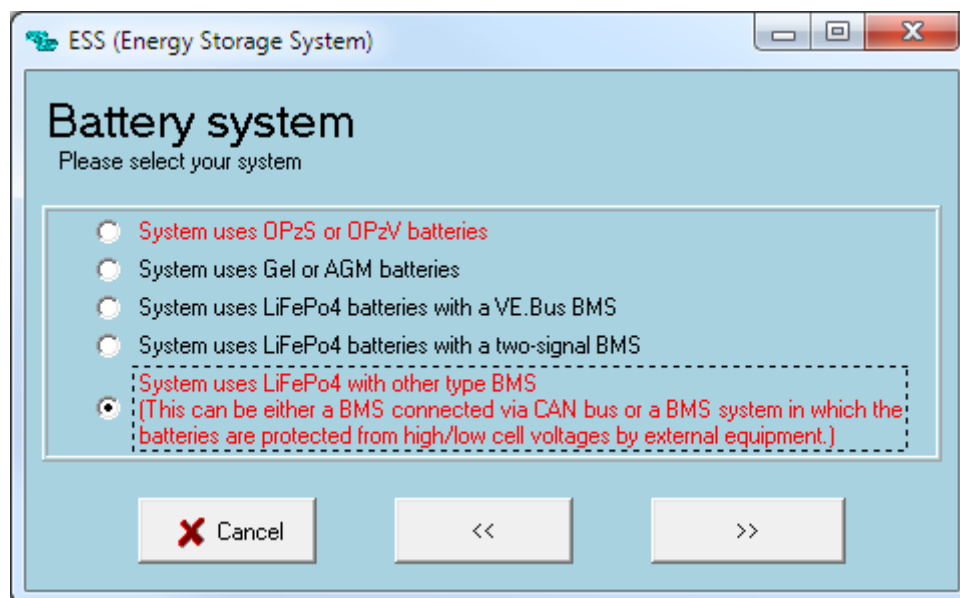 ESS (Energy Storage System)
Battery system
Please select your system
System uses OPzS or OPzV batteries
System uses Gel or AGM batteries
System uses LiFePo4 batteries with a VE.Bus BMS
System uses LiFePo4 batteries with a two-signal BMS
System uses LiFePo4 with other type BMS
(This can be either a BMS connected via CAN bus or a BMS system in which the
batteries are protected from high/low cell voltages by external equipment.)
Cancel
<<
>>